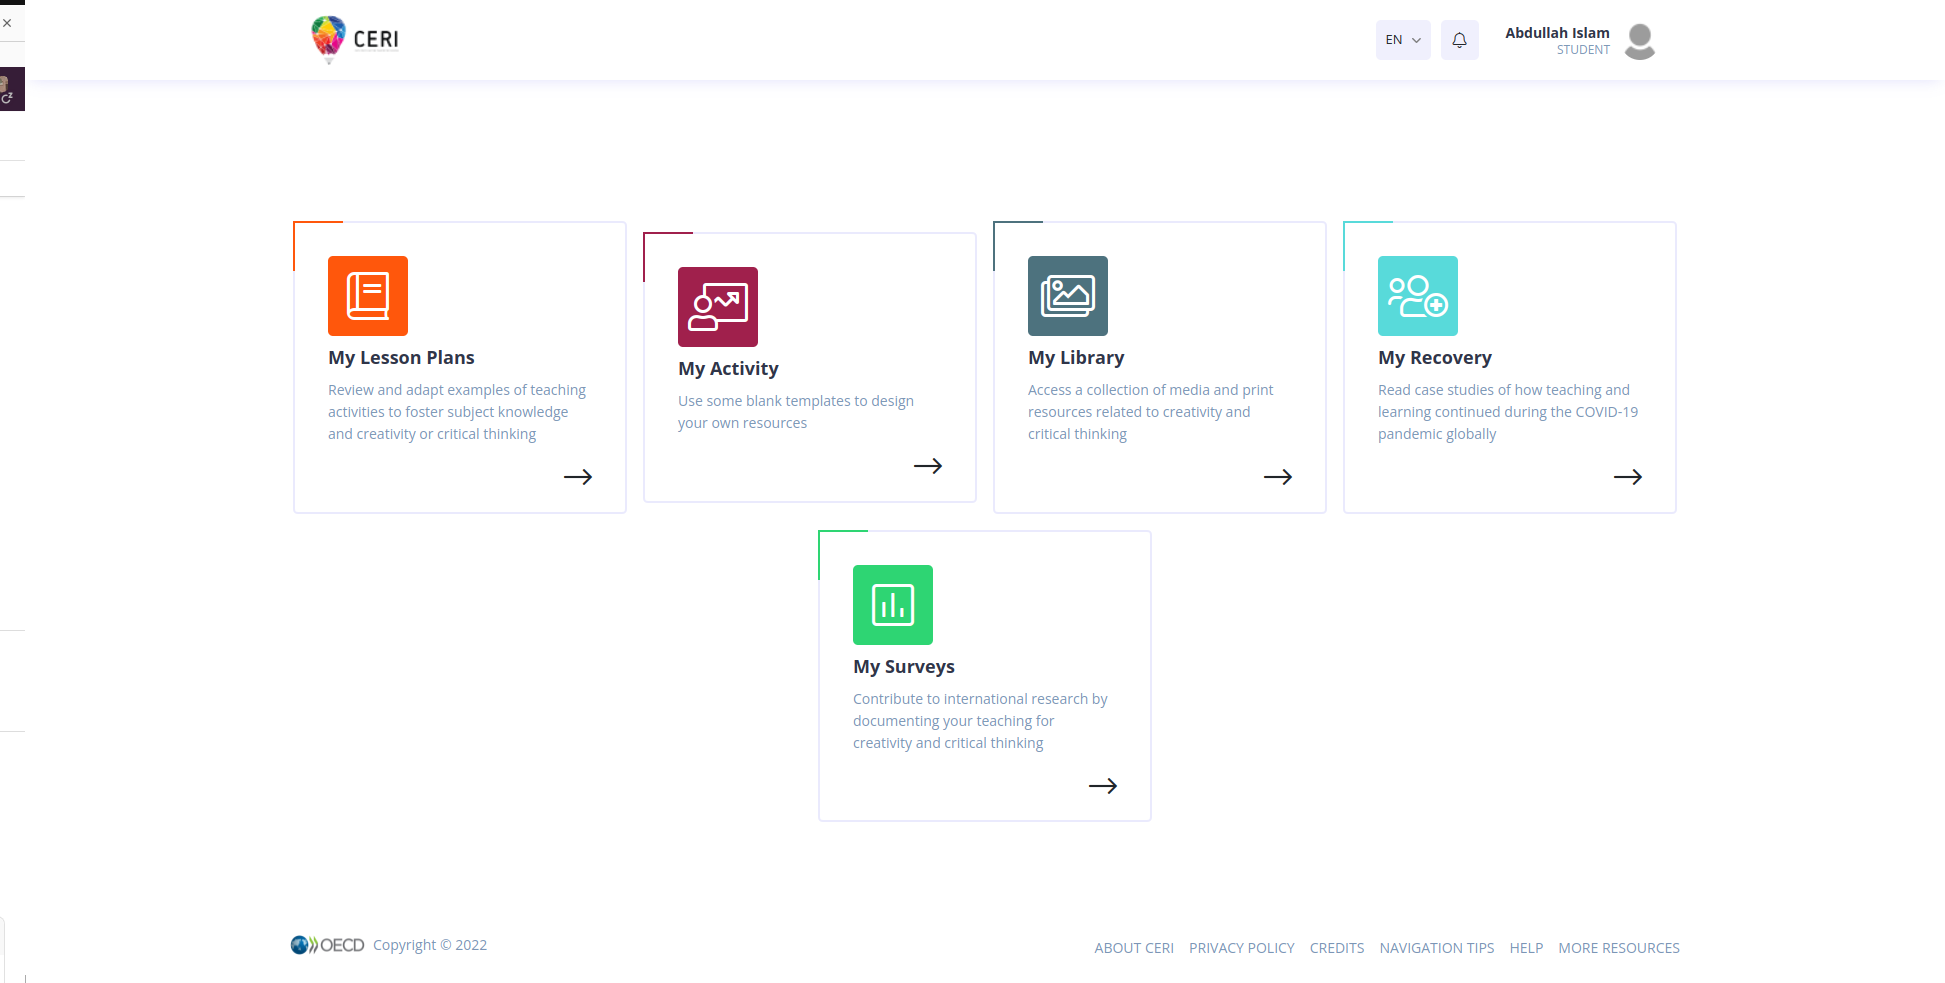 CERI
EN
Abdullah Islam
STUDENT
My Lesson Plans
Review and adapt examples of teaching
activities to foster subject knowledge
and creativity or critical thinking
My Activity
Use some blank templates to design
your own resources
My Library
Access a collection of media and print
resources related to creativity and
critical thinking
My Recovery
Read case studies of how teaching and
learning continued during the COVID-19
pandemic globally
My Surveys
Contribute to international research by
documenting your teaching for
creativity and critical thinking
OECD Copyright © 2022
ABOUT CERI PRIVACY POLICY CREDITS NAVIGATION TIPS HELP MORE RESOURCES